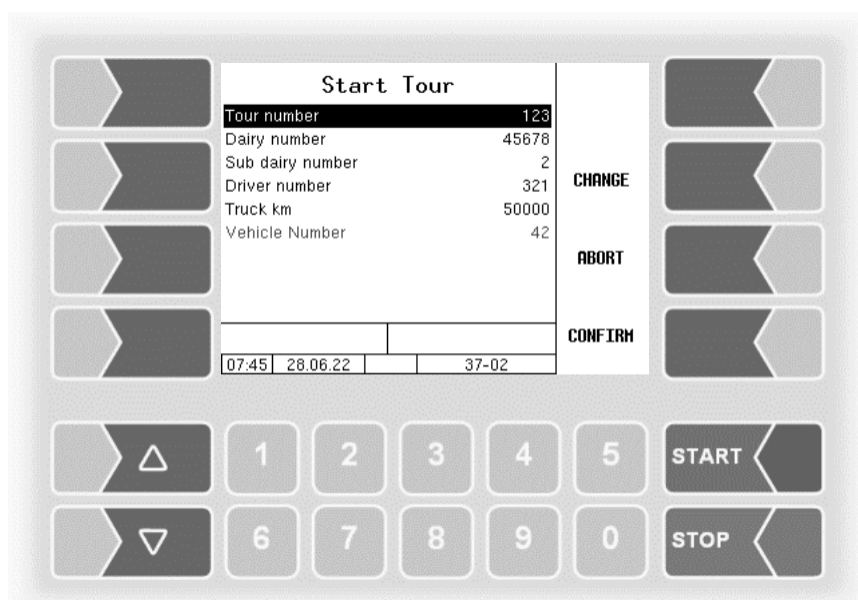 Start Tour
Tour number 123
Dairy number 45678
Sub dairy number 2
Driver number 321
Truck km 50000
Vehicle Number 42
CHANGE
ABORT
CONFIRM
07:45 28.06.22 37-02
1 2 3 4 5 START
6 7 8 9 0 STOP